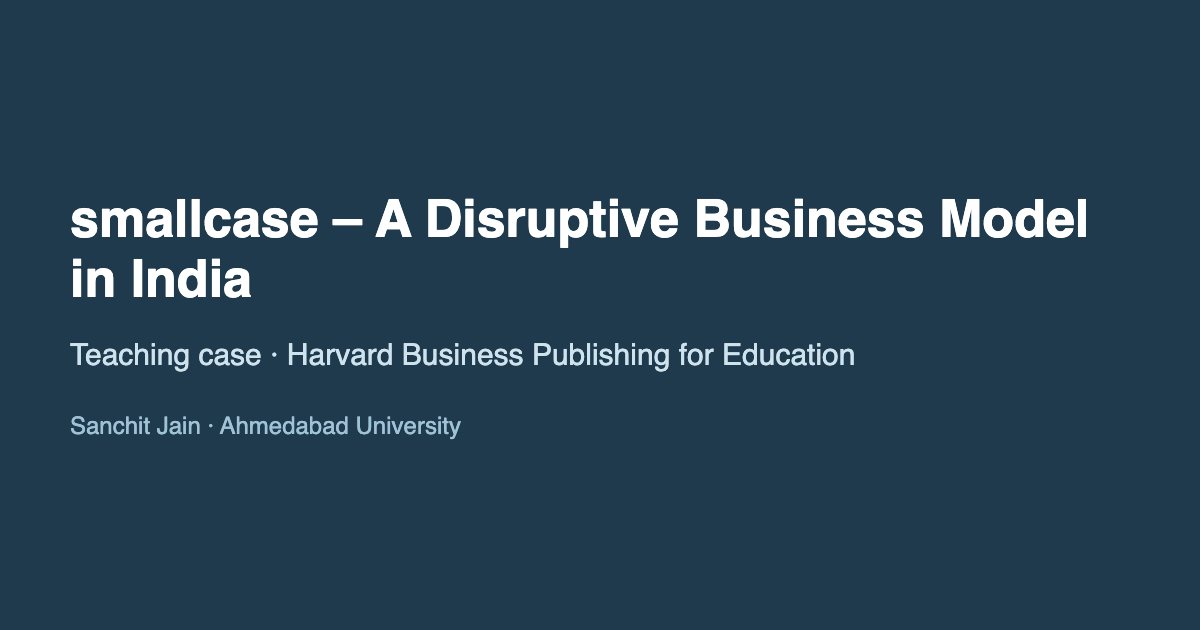 smallcase – A Disruptive Business Model
in India
Teaching case · Harvard Business Publishing for Education
Sanchit Jain · Ahmedabad University